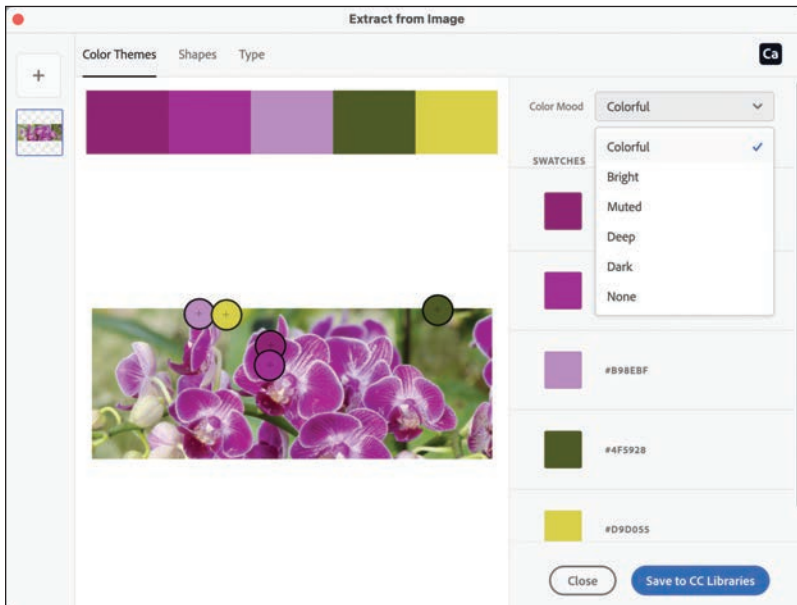 Extract from Image
Color Themes Shapes Type
Ca
Color Mood Colorful
Colorful
SWATCHES
Bright
Muted
Deep
Dark
None
#B98EBF
#4F5928
#D9D055
Close Save to CC Libraries